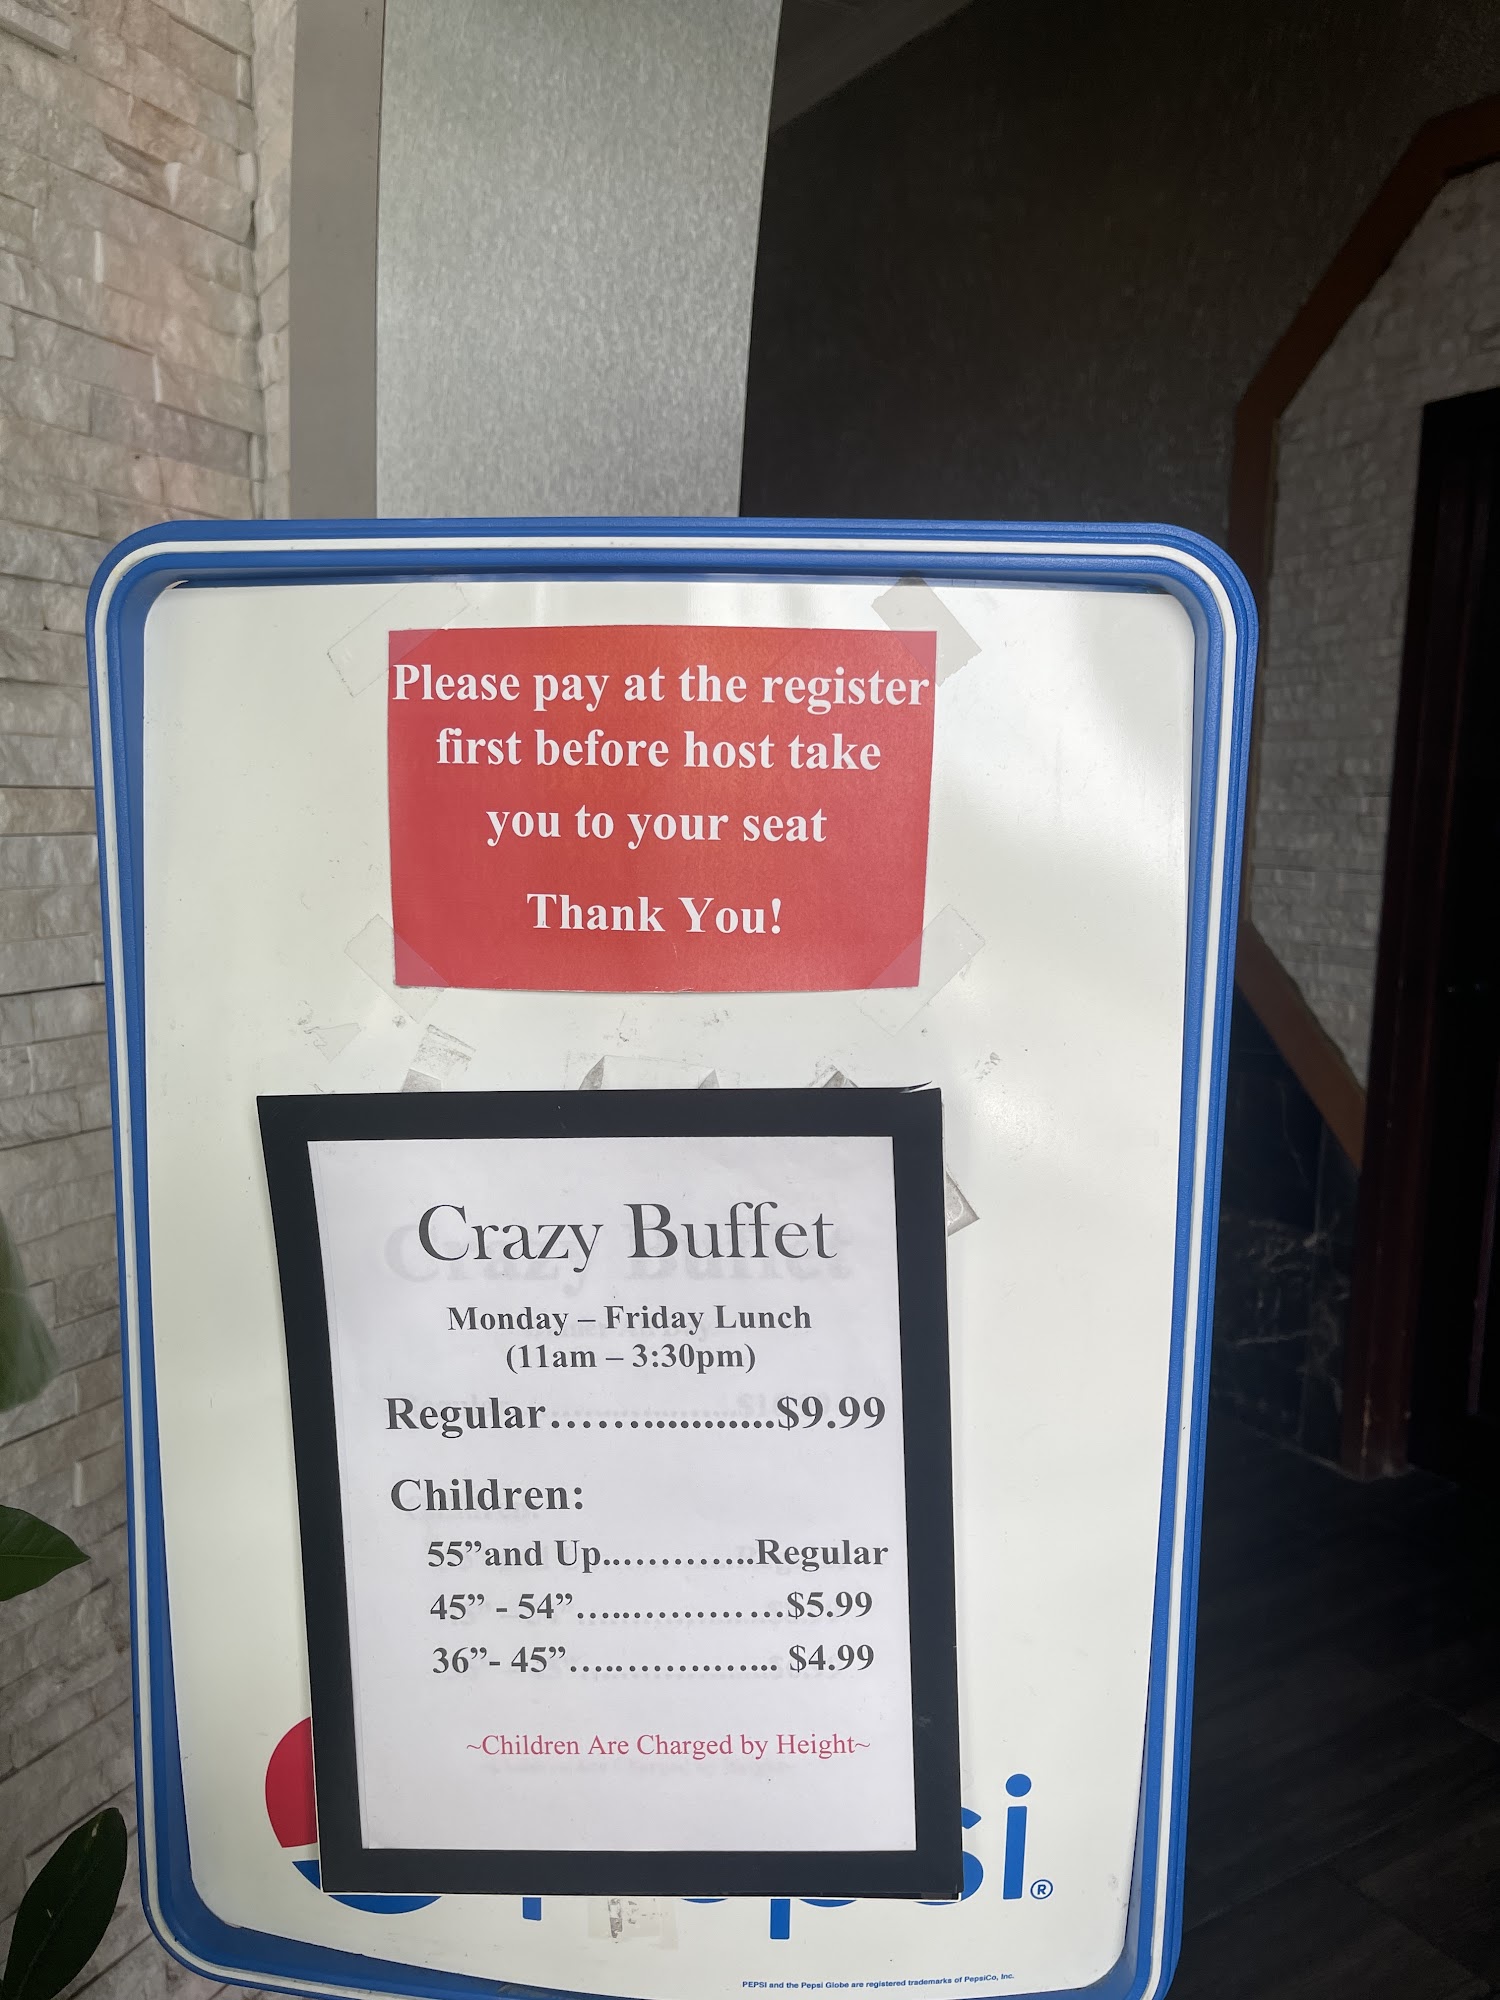 Please pay at the register
first before host take
you to your seat
Thank You!
Crazy Buffet
Monday – Friday Lunch
(11am – 3:30pm)
Regular.....................$9.99
Children:
55”and Up................Regular
45” - 54”......................$5.99
36”- 45”...................... $4.99
~Children Are Charged by Height~
si®
PEPSI and the Pepsi Globe are registered trademarks of PepsiCo, Inc.